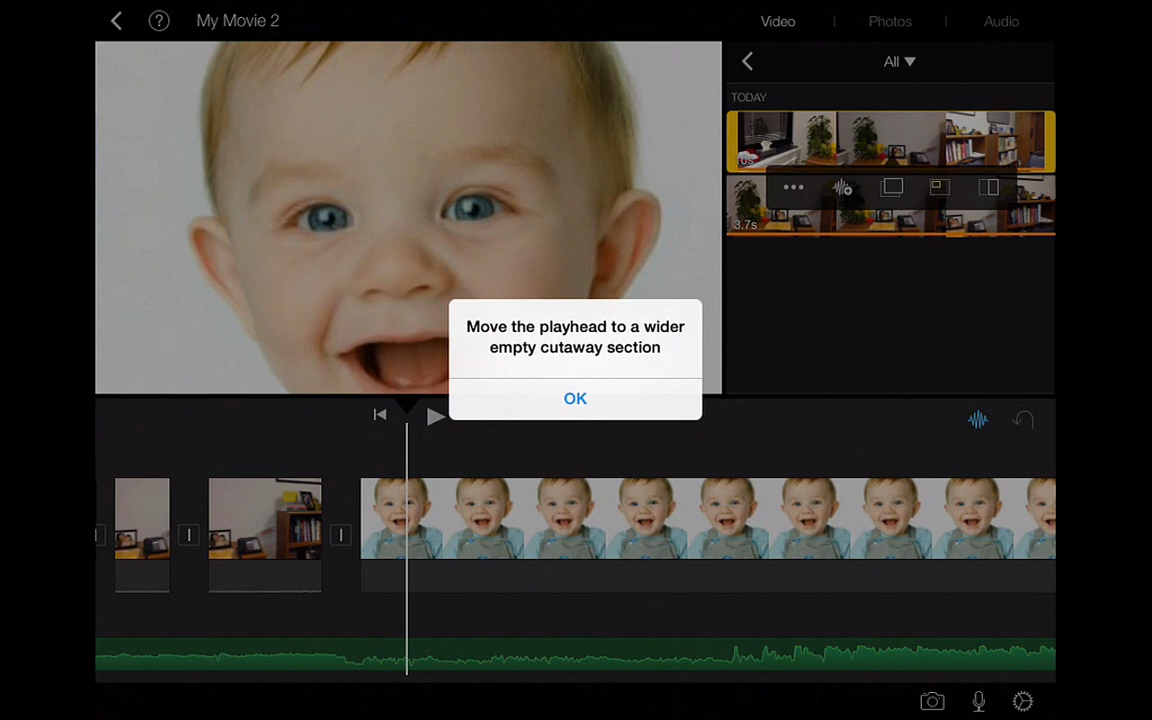 My Movie 2
Video
Photos
Audio
All
TODAY
3.7s
Move the playhead to a wider
empty cutaway section
OK